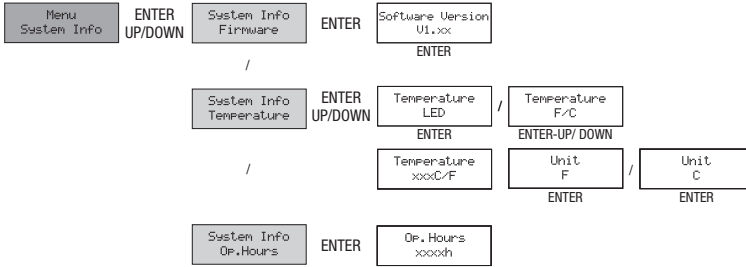 Menu
System Info
ENTER
UP/DOWN
System Info
Firmware
ENTER
Software Version
V1.xx
ENTER
/
System Info
Temperature
ENTER
UP/DOWN
Temperature
LED
ENTER
/
Temperature
F/C
ENTER-UP/ DOWN
/
Temperature
xxxC/F
Unit
F
ENTER
/
Unit
C
ENTER
System Info
Op.Hours
ENTER
Op.Hours
xxxxh